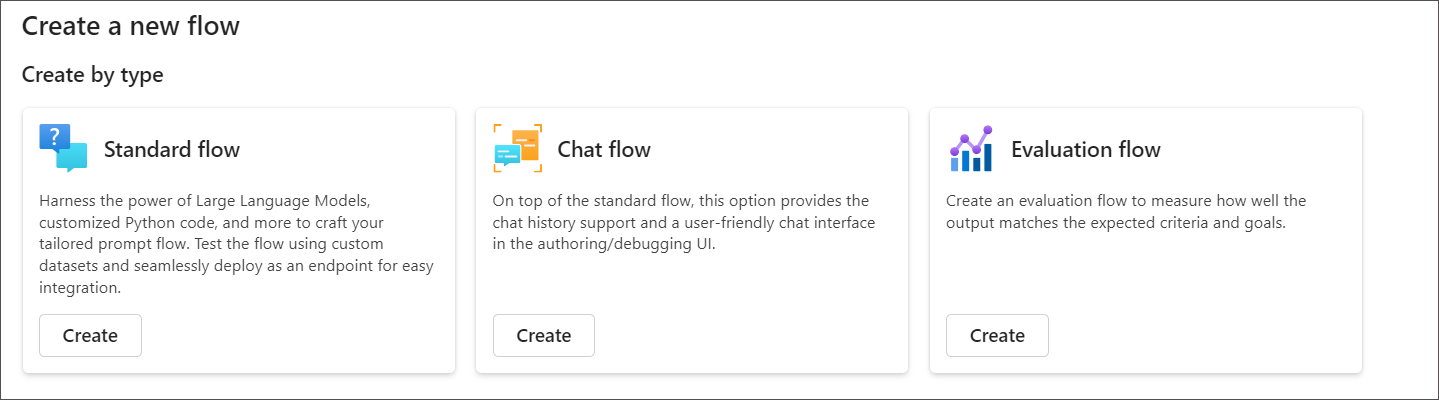 Create a new flow
Create by type
?
Standard flow
Harness the power of Large Language Models,
customized Python code, and more to craft your
tailored prompt flow. Test the flow using custom
datasets and seamlessly deploy as an endpoint for easy
integration.
Create
Chat flow
On top of the standard flow, this option provides the
chat history support and a user-friendly chat interface
in the authoring/debugging UI.
Create
Evaluation flow
Create an evaluation flow to measure how well the
output matches the expected criteria and goals.
Create